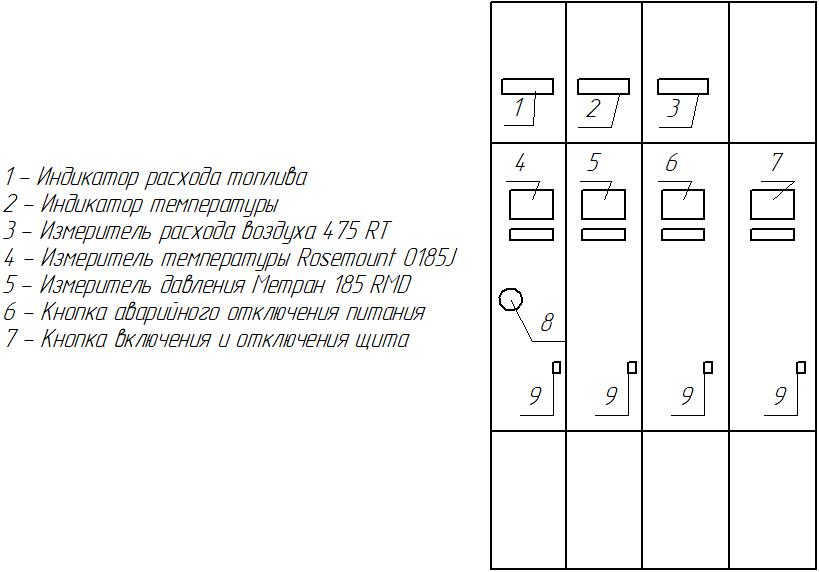 1 2 3
4 5 6 7
1 – Индикатор расхода топлива
2 – Индикатор температуры
3 – Измеритель расхода воздуха 475 RT
4 – Измеритель температуры Rosemount 0185J
5 – Измеритель давления Метран 185 RMD
6 – Кнопка аварийного отключения питания
7 – Кнопка включения и отключения щита
8
9 9 9 9